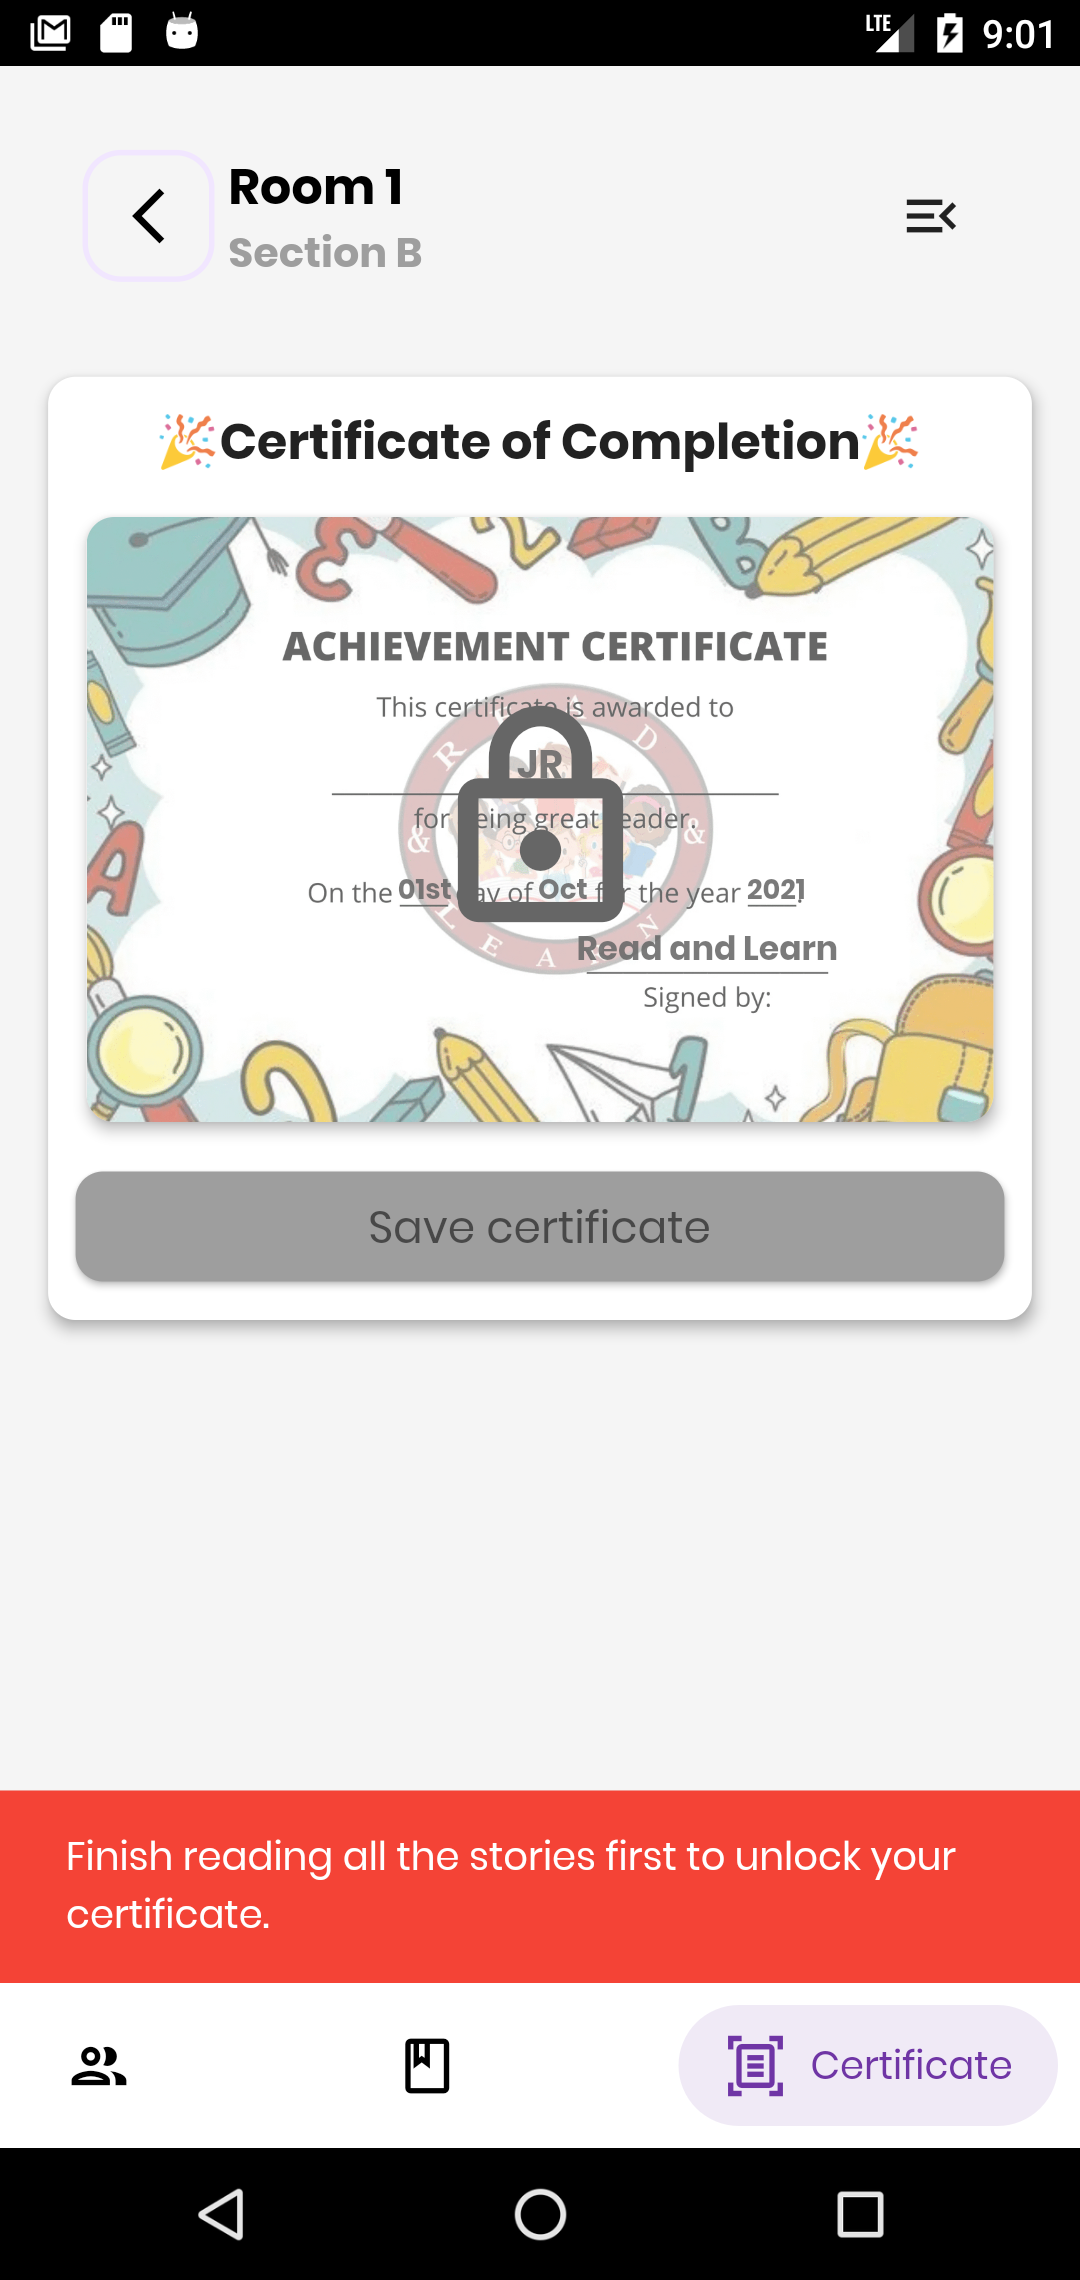 LTE 9:01
Room 1
Section B
🎉Certificate of Completion🎉
ACHIEVEMENT CERTIFICATE
This certificate is awarded to
JR
for being great reader.
On the 01st day of Oct for the year 2021.
Read and Learn
Signed by:
READ & LEARN &
Save certificate
Finish reading all the stories first to unlock your
certificate.
Certificate